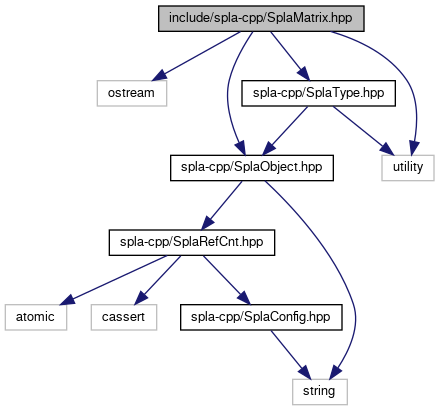 include/spla-cpp/SplaMatrix.hpp
ostream
spla-cpp/SplaType.hpp
spla-cpp/SplaObject.hpp
utility
spla-cpp/SplaRefCnt.hpp
atomic
cassert
spla-cpp/SplaConfig.hpp
string